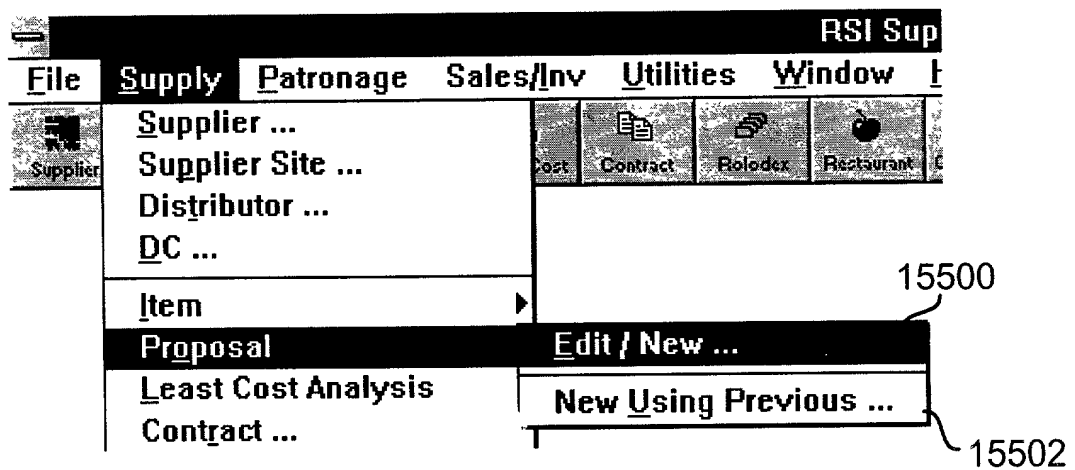 RSI Sup
File Supply Patronage Sales/Inv Utilities Window H
Supplier Cost Contract Rolodex Restaurant
Supplier ...
Supplier Site ...
Distributor ...
DC ...
15500
Item
Proposal Edit / New ...
Least Cost Analysis
New Using Previous ...
Contract ...
15502